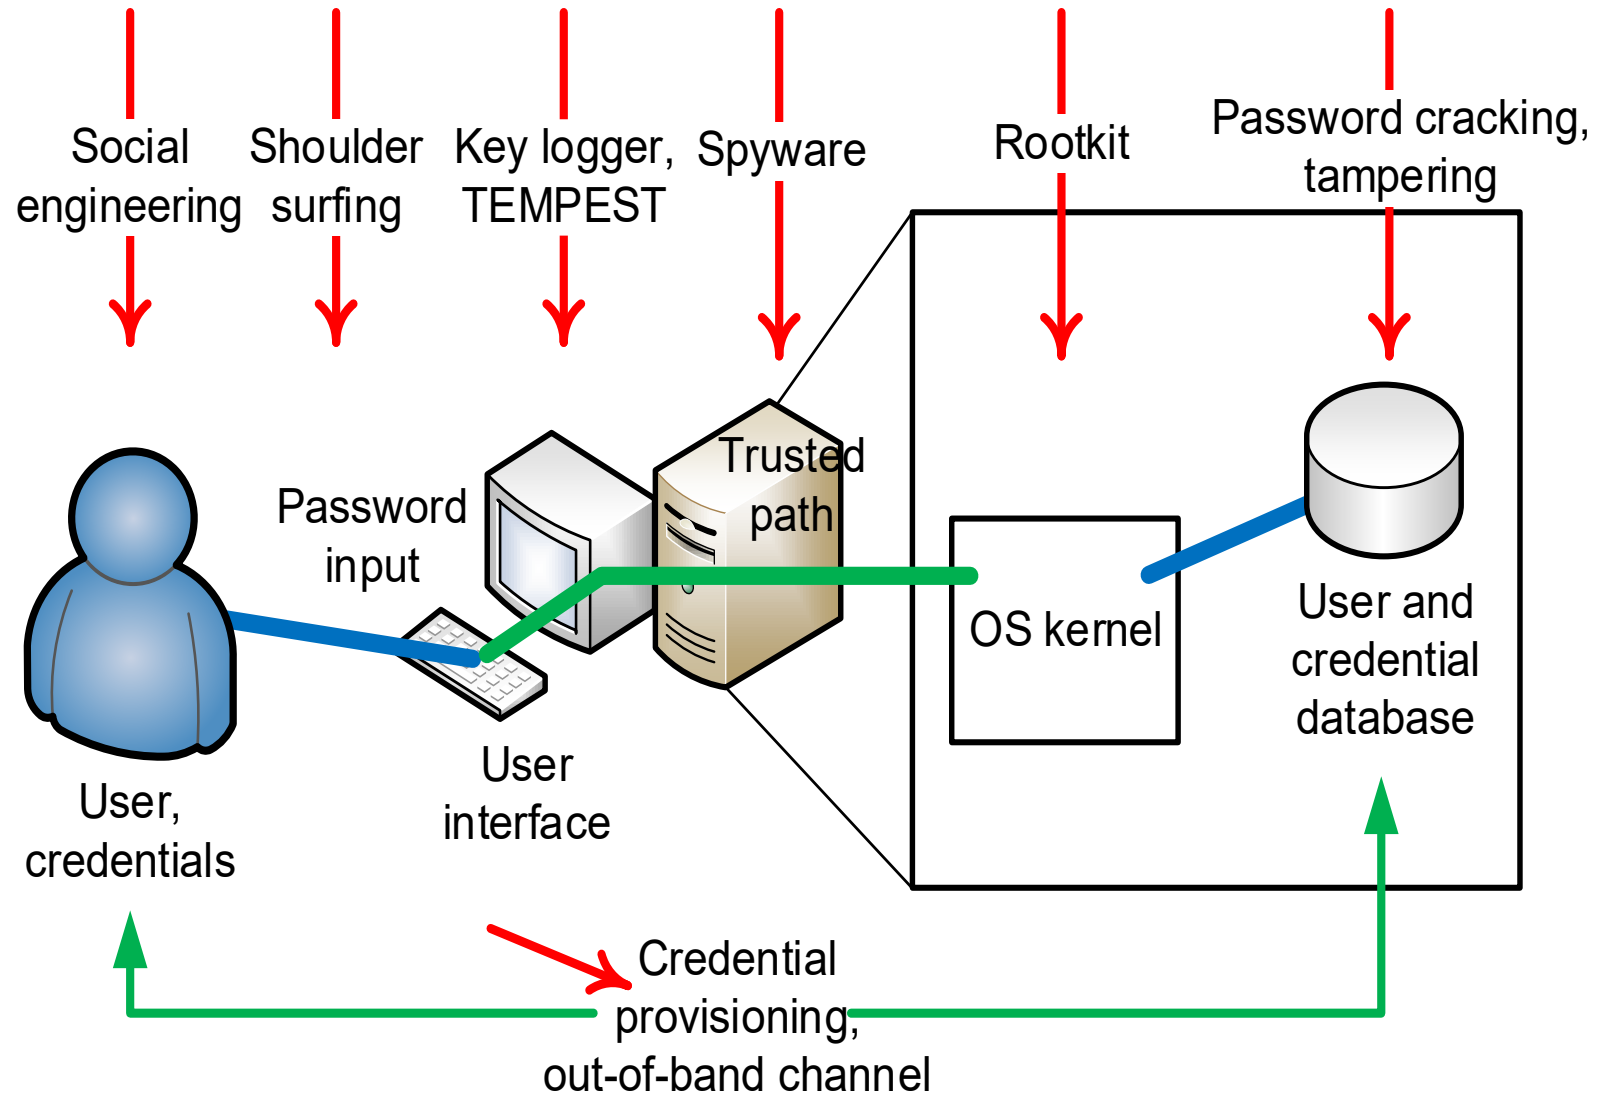 Social
engineering
Shoulder
surfing
Key logger,
TEMPEST
Spyware
Rootkit
Password cracking,
tampering
Trusted
path
Password
input
OS kernel
User and
credential
database
User
interface
User,
credentials
Credential
provisioning,
out-of-band channel